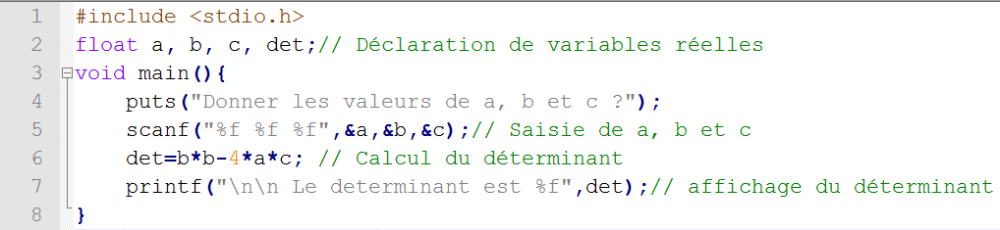 1 #include <stdio.h>
2 float a, b, c, det;// Déclaration de variables réelles
3 void main(){
4 puts("Donner les valeurs de a, b et c ?");
5 scanf("%f %f %f",&a,&b,&c);// Saisie de a, b et c
6 det=b*b-4*a*c; // Calcul du déterminant
7 printf("\n\n Le determinant est %f",det);// affichage du déterminant
8 }